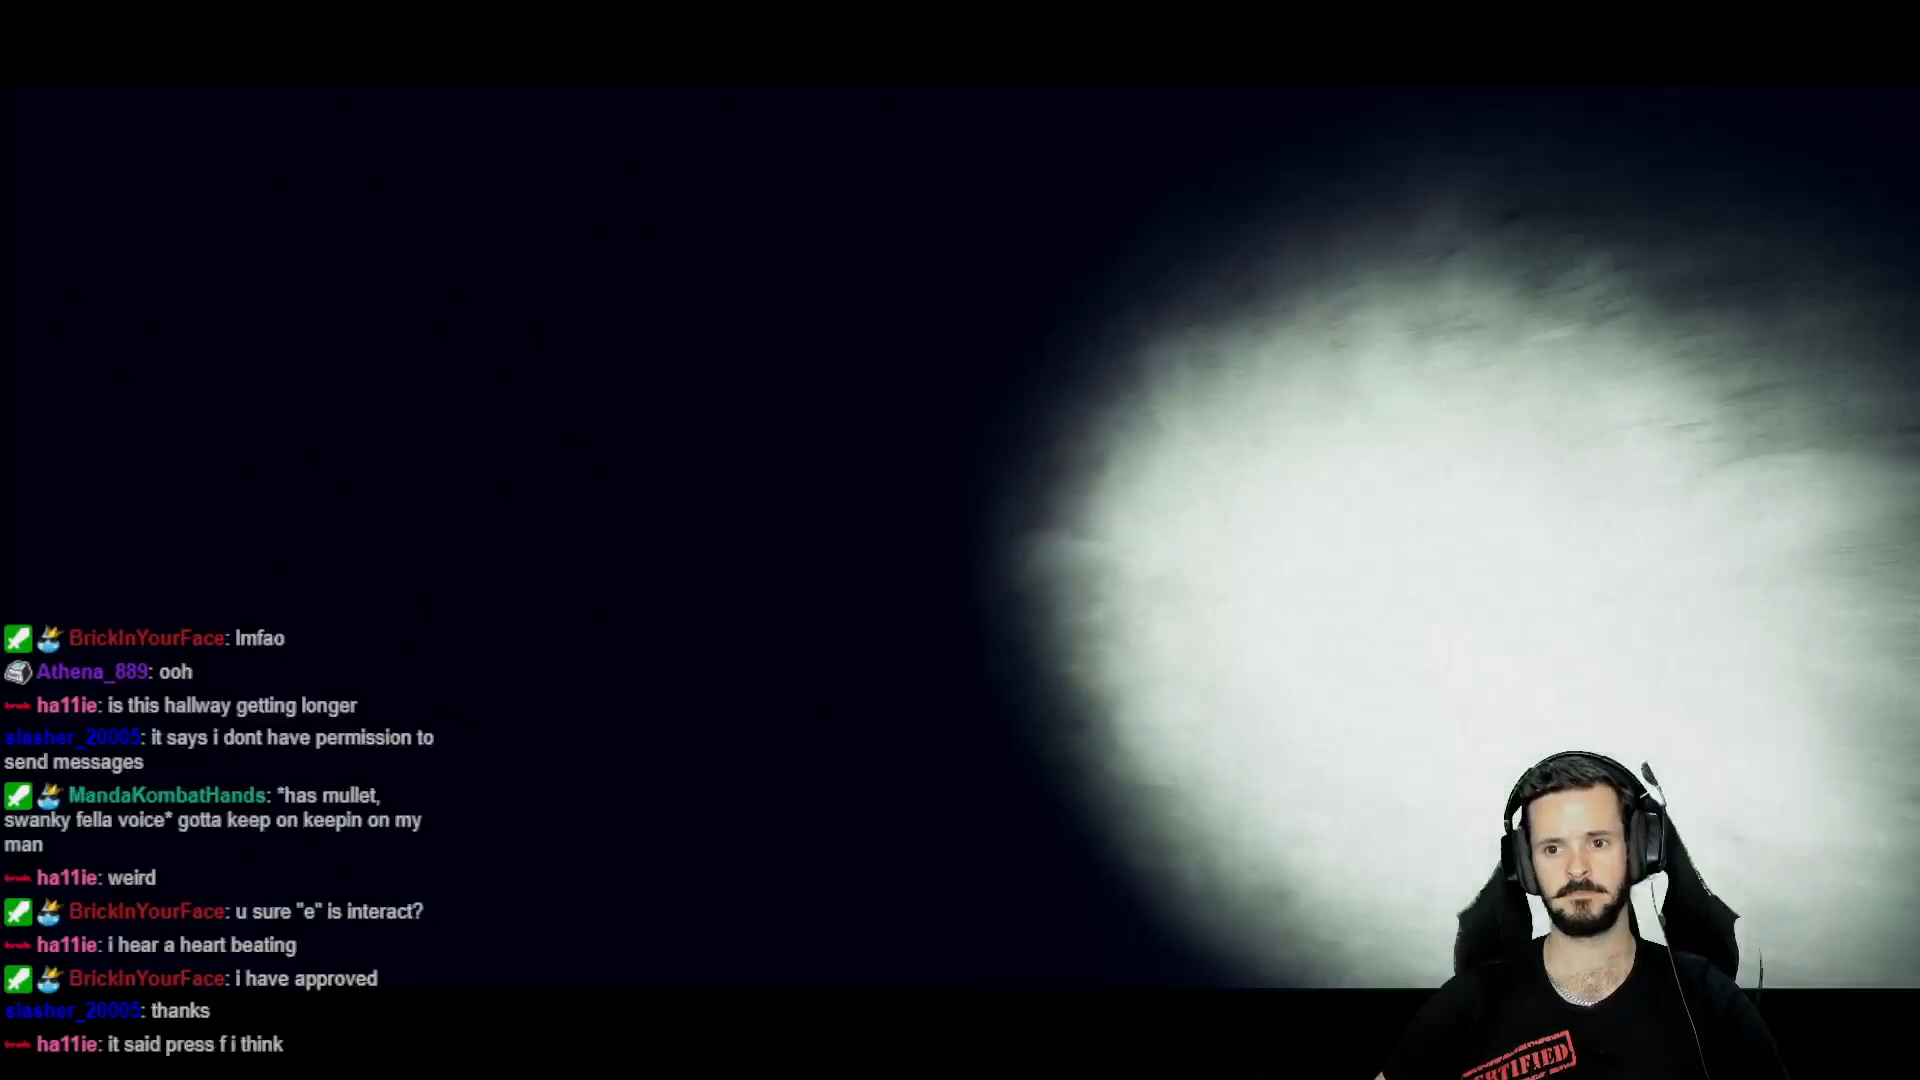 BrickInYourFace: lmfao
Athena_889: ooh
ha11ie: is this hallway getting longer
slasher_20005: it says i dont have permission to
send messages
MandaKombatHands: *has mullet,
swanky fella voice* gotta keep on keepin on my
man
ha11ie: weird
BrickInYourFace: u sure "e" is interact?
ha11ie: i hear a heart beating
BrickInYourFace: i have approved
slasher_20005: thanks
ha11ie: it said press f i think